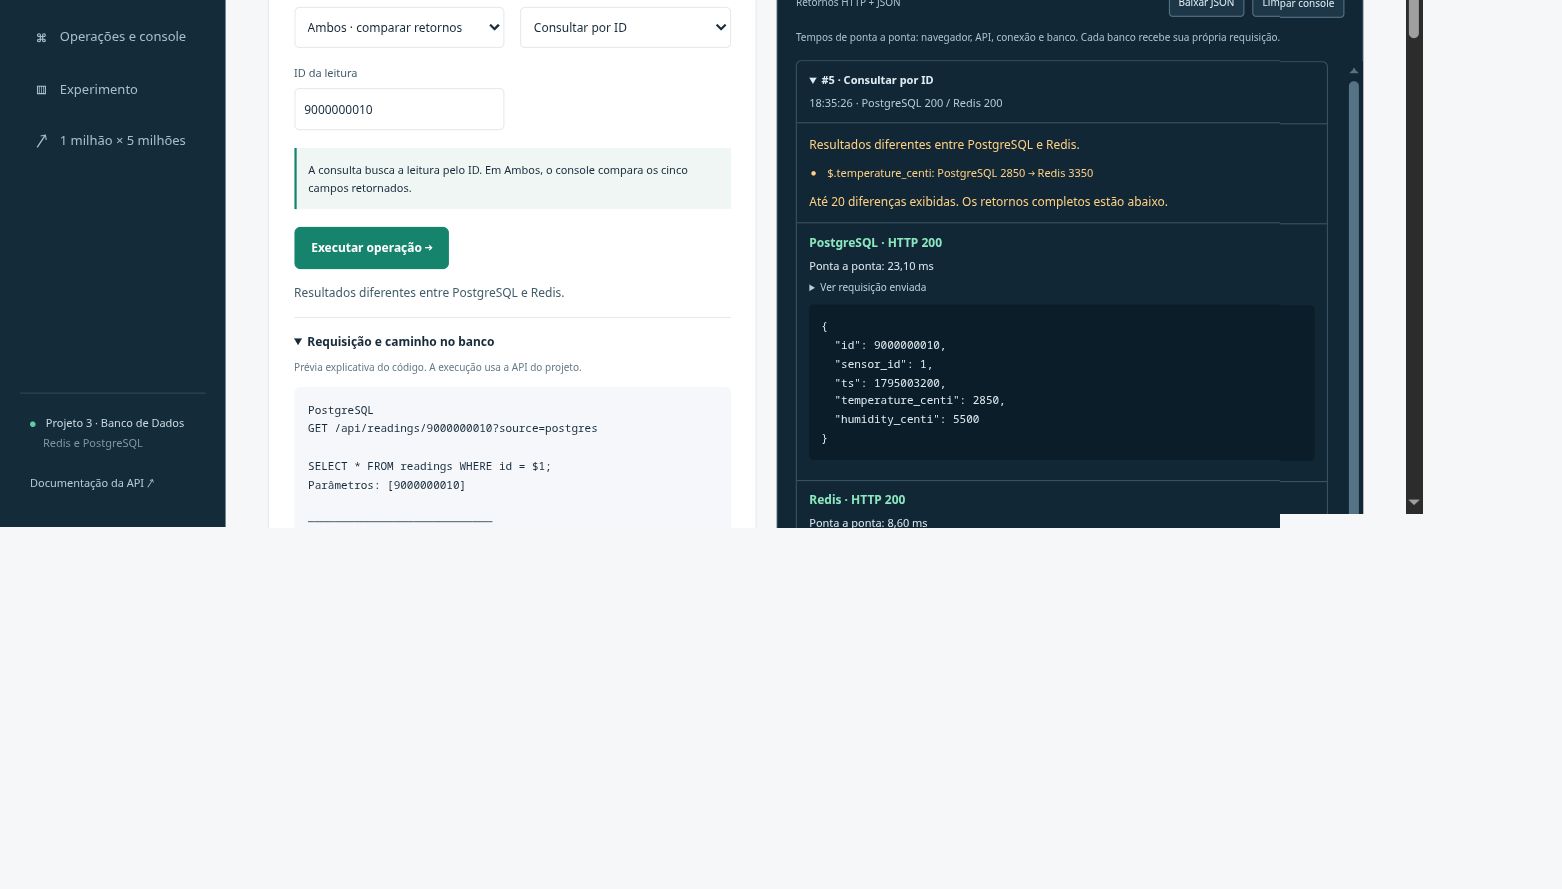 Operações e console
Experimento
1 milhão × 5 milhões
Projeto 3 · Banco de Dados
Redis e PostgreSQL
Documentação da API ↗
Ambos · comparar retornos
Consultar por ID
ID da leitura
9000000010
A consulta busca a leitura pelo ID. Em Ambos, o console compara os cinco
campos retornados.
Executar operação →
Resultados diferentes entre PostgreSQL e Redis.
▼ Requisição e caminho no banco
Prévia explicativa do código. A execução usa a API do projeto.
PostgreSQL
GET /api/readings/9000000010?source=postgres
SELECT * FROM readings WHERE id = $1;
Parâmetros: [9000000010]
Retornos HTTP + JSON
Baixar JSON
Limpar console
Tempos de ponta a ponta: navegador, API, conexão e banco. Cada banco recebe sua própria requisição.
▼ #5 · Consultar por ID
18:35:26 · PostgreSQL 200 / Redis 200
Resultados diferentes entre PostgreSQL e Redis.
• $.temperature_centi: PostgreSQL 2850 → Redis 3350
Até 20 diferenças exibidas. Os retornos completos estão abaixo.
PostgreSQL · HTTP 200
Ponta a ponta: 23,10 ms
▶ Ver requisição enviada
{
"id": 9000000010,
"sensor_id": 1,
"ts": 1795003200,
"temperature_centi": 2850,
"humidity_centi": 5500
}
Redis · HTTP 200
Ponta a ponta: 8,60 ms